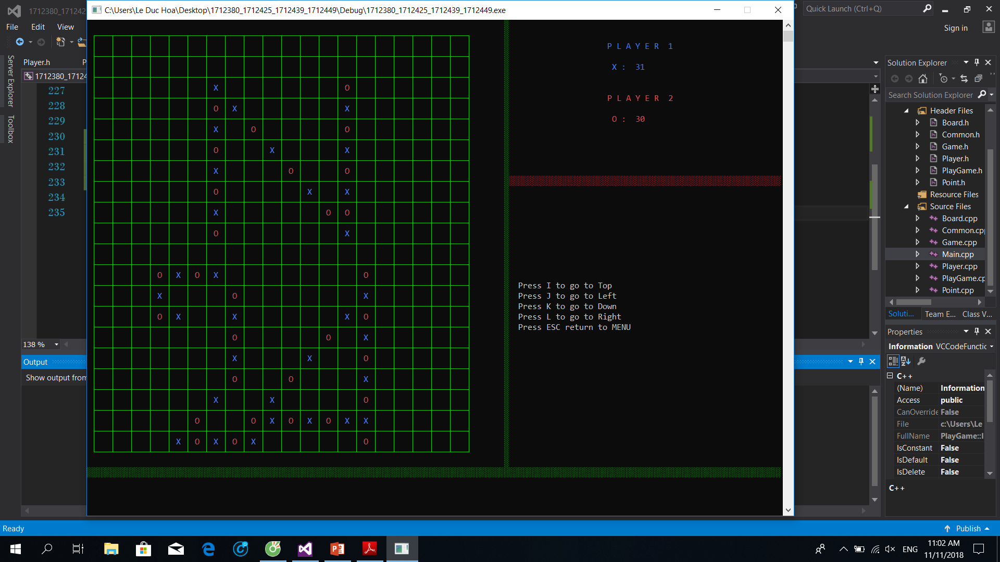 1712380_171242
C:\Users\Le Duc Hoa\Desktop\1712380_1712425_1712439_1712449\Debug\1712380_1712425_1712439_1712449.exe
Quick Launch (Ctrl+Q)
File Edit View
Sign in
Server Explorer
Toolbox
Player.h P
1712380_17124
227
228
229
230
231
232
233
234
235
138 %
Output
Show output from
X O
O X X
X O O
O X X
X O O
O X X
X O O
O X
O X O X O
X O X
O X X X O
O O X
X X O
O O X
X X O
O O X O X O X X
X O X O X O
PLAYER 1
X : 31
PLAYER 2
O : 30
Press I to go to Top
Press J to go to Left
Press K to go to Down
Press L to go to Right
Press ESC return to MENU
Solution Explorer
Search Solution Explorer
Header Files
Board.h
Common.h
Game.h
Player.h
PlayGame.h
Point.h
Resource Files
Source Files
Board.cpp
Common.cpp
Game.cpp
Main.cpp
Player.cpp
PlayGame.cp
Point.cpp
Soluti... Team E... Class V...
Properties
Information VCCodeFunctic
C++
(Name) Information
Access public
CanOverride False
File c:\Users\Le
FullName PlayGame::I
IsConstant False
IsDefault False
IsDelete False
C++
Ready
Publish
ENG
11:02 AM
11/11/2018